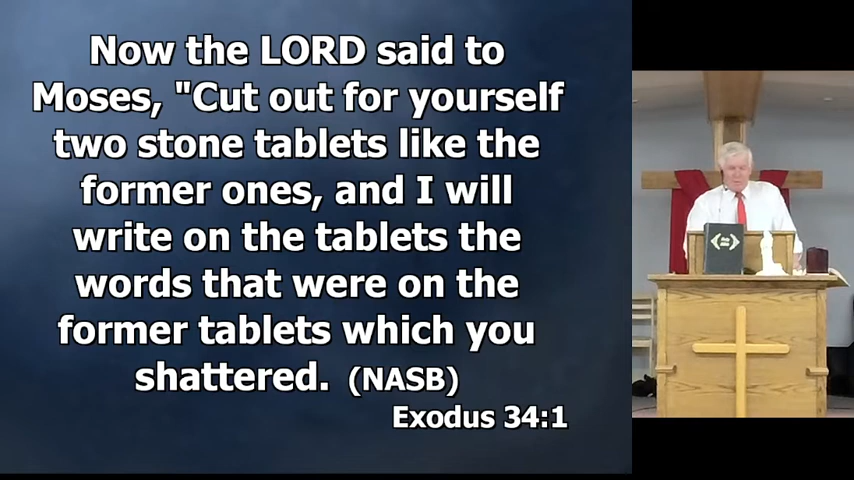 Now the LORD said to
Moses, "Cut out for yourself
two stone tablets like the
former ones, and I will
write on the tablets the
words that were on the
former tablets which you
shattered. (NASB)
Exodus 34:1